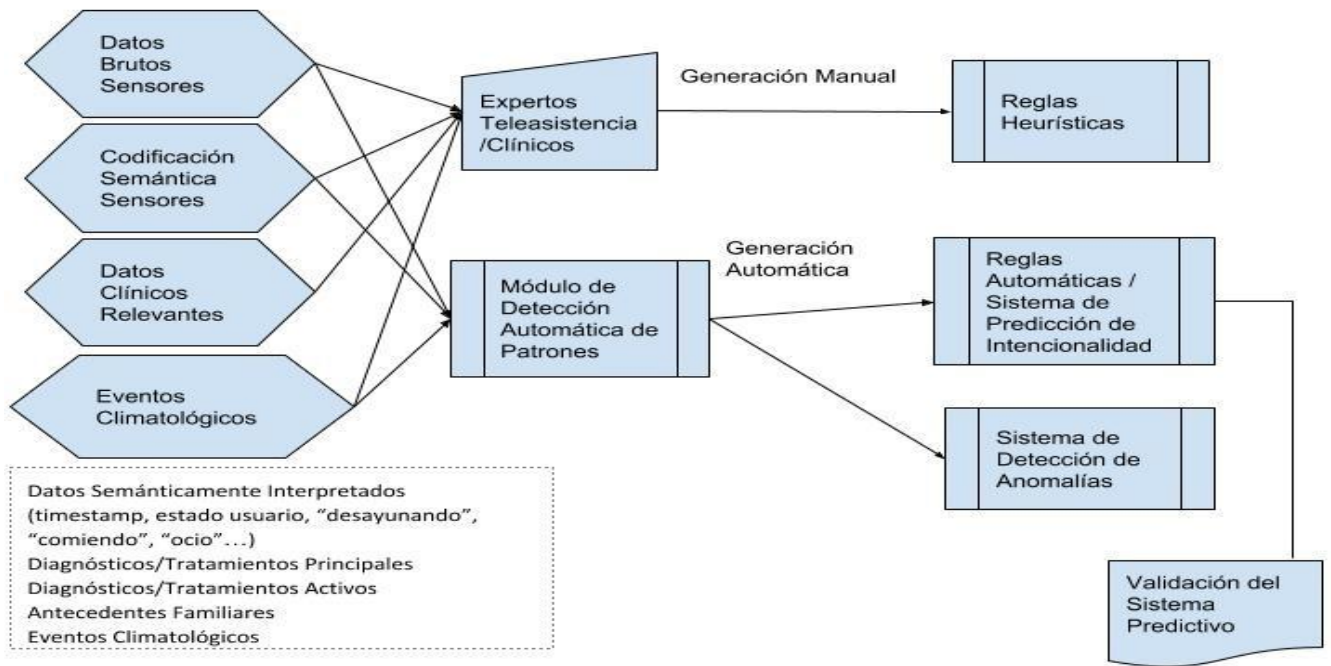 Datos
Brutos
Sensores
Codificación
Semántica
Sensores
Datos
Clínicos
Relevantes
Eventos
Climatológicos
Expertos
Teleasistencia
/Clínicos
Generación Manual
Reglas
Heurísticas
Módulo de
Detección
Automática de
Patrones
Generación
Automática
Reglas
Automáticas /
Sistema de
Predicción de
Intencionalidad
Sistema de
Detección de
Anomalías
Validación del
Sistema
Predictivo
Datos Semánticamente Interpretados
(timestamp, estado usuario, “desayunando”,
“comiendo”, “ocio”…)
Diagnósticos/Tratamientos Principales
Diagnósticos/Tratamientos Activos
Antecedentes Familiares
Eventos Climatológicos